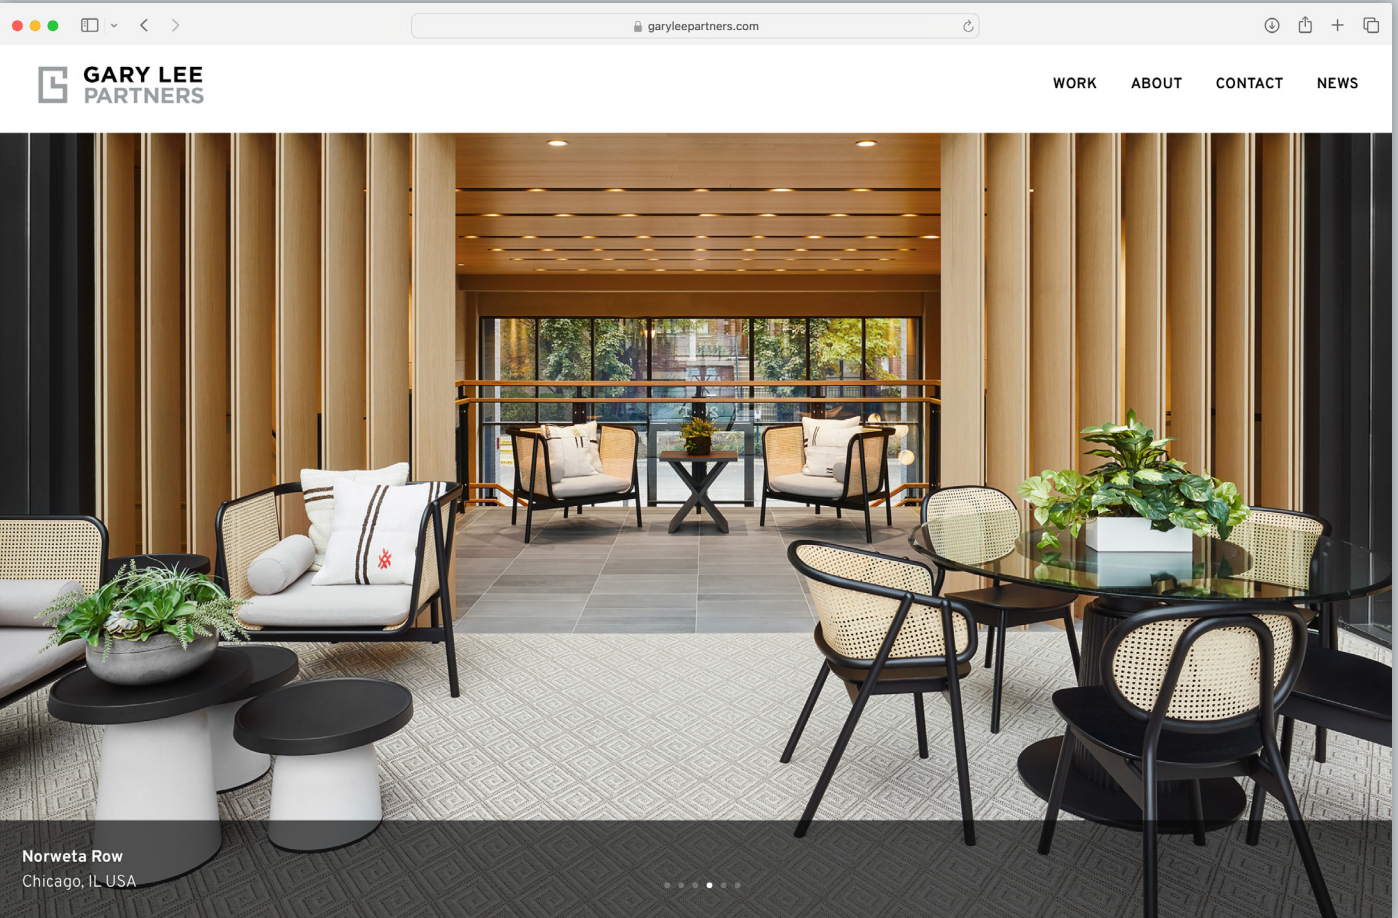 garyleepartners.com
GARY LEE
PARTNERS
WORK ABOUT CONTACT NEWS
Norweta Row
Chicago, IL USA